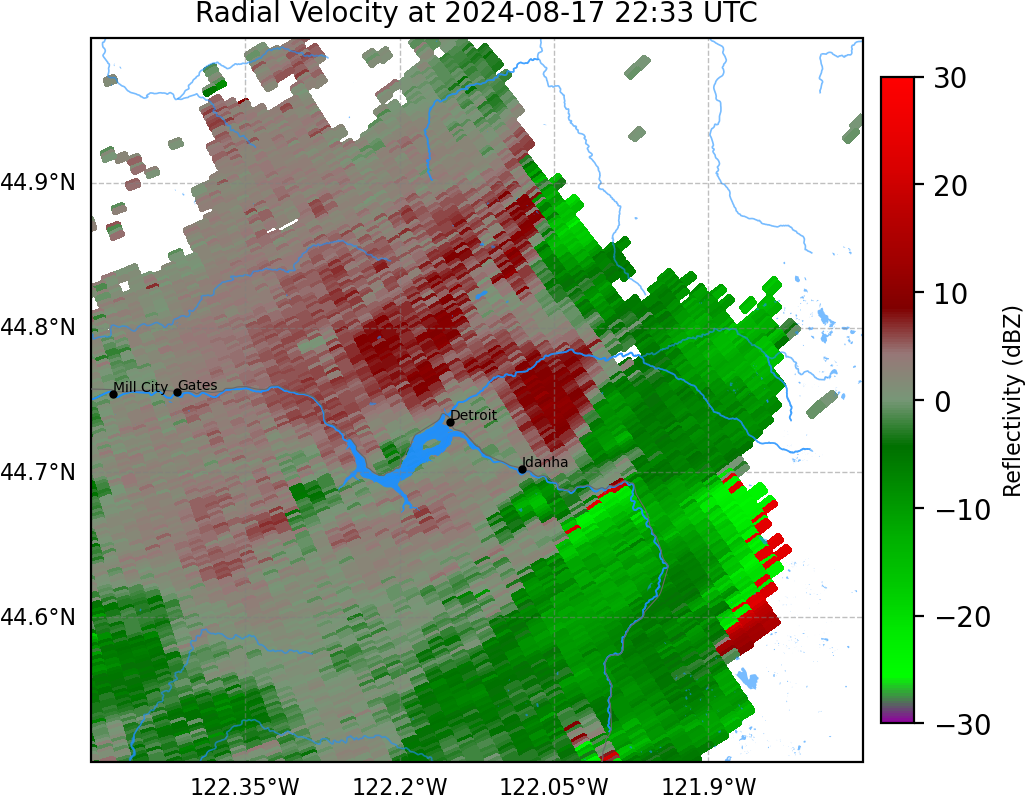 Radial Velocity at 2024-08-17 22:33 UTC
30
20
10
0
−10
−20
−30
Reflectivity (dBZ)
44.9°N
44.8°N
44.7°N
44.6°N
Mill City
Gates
Detroit
Idanha
122.35°W
122.2°W
122.05°W
121.9°W